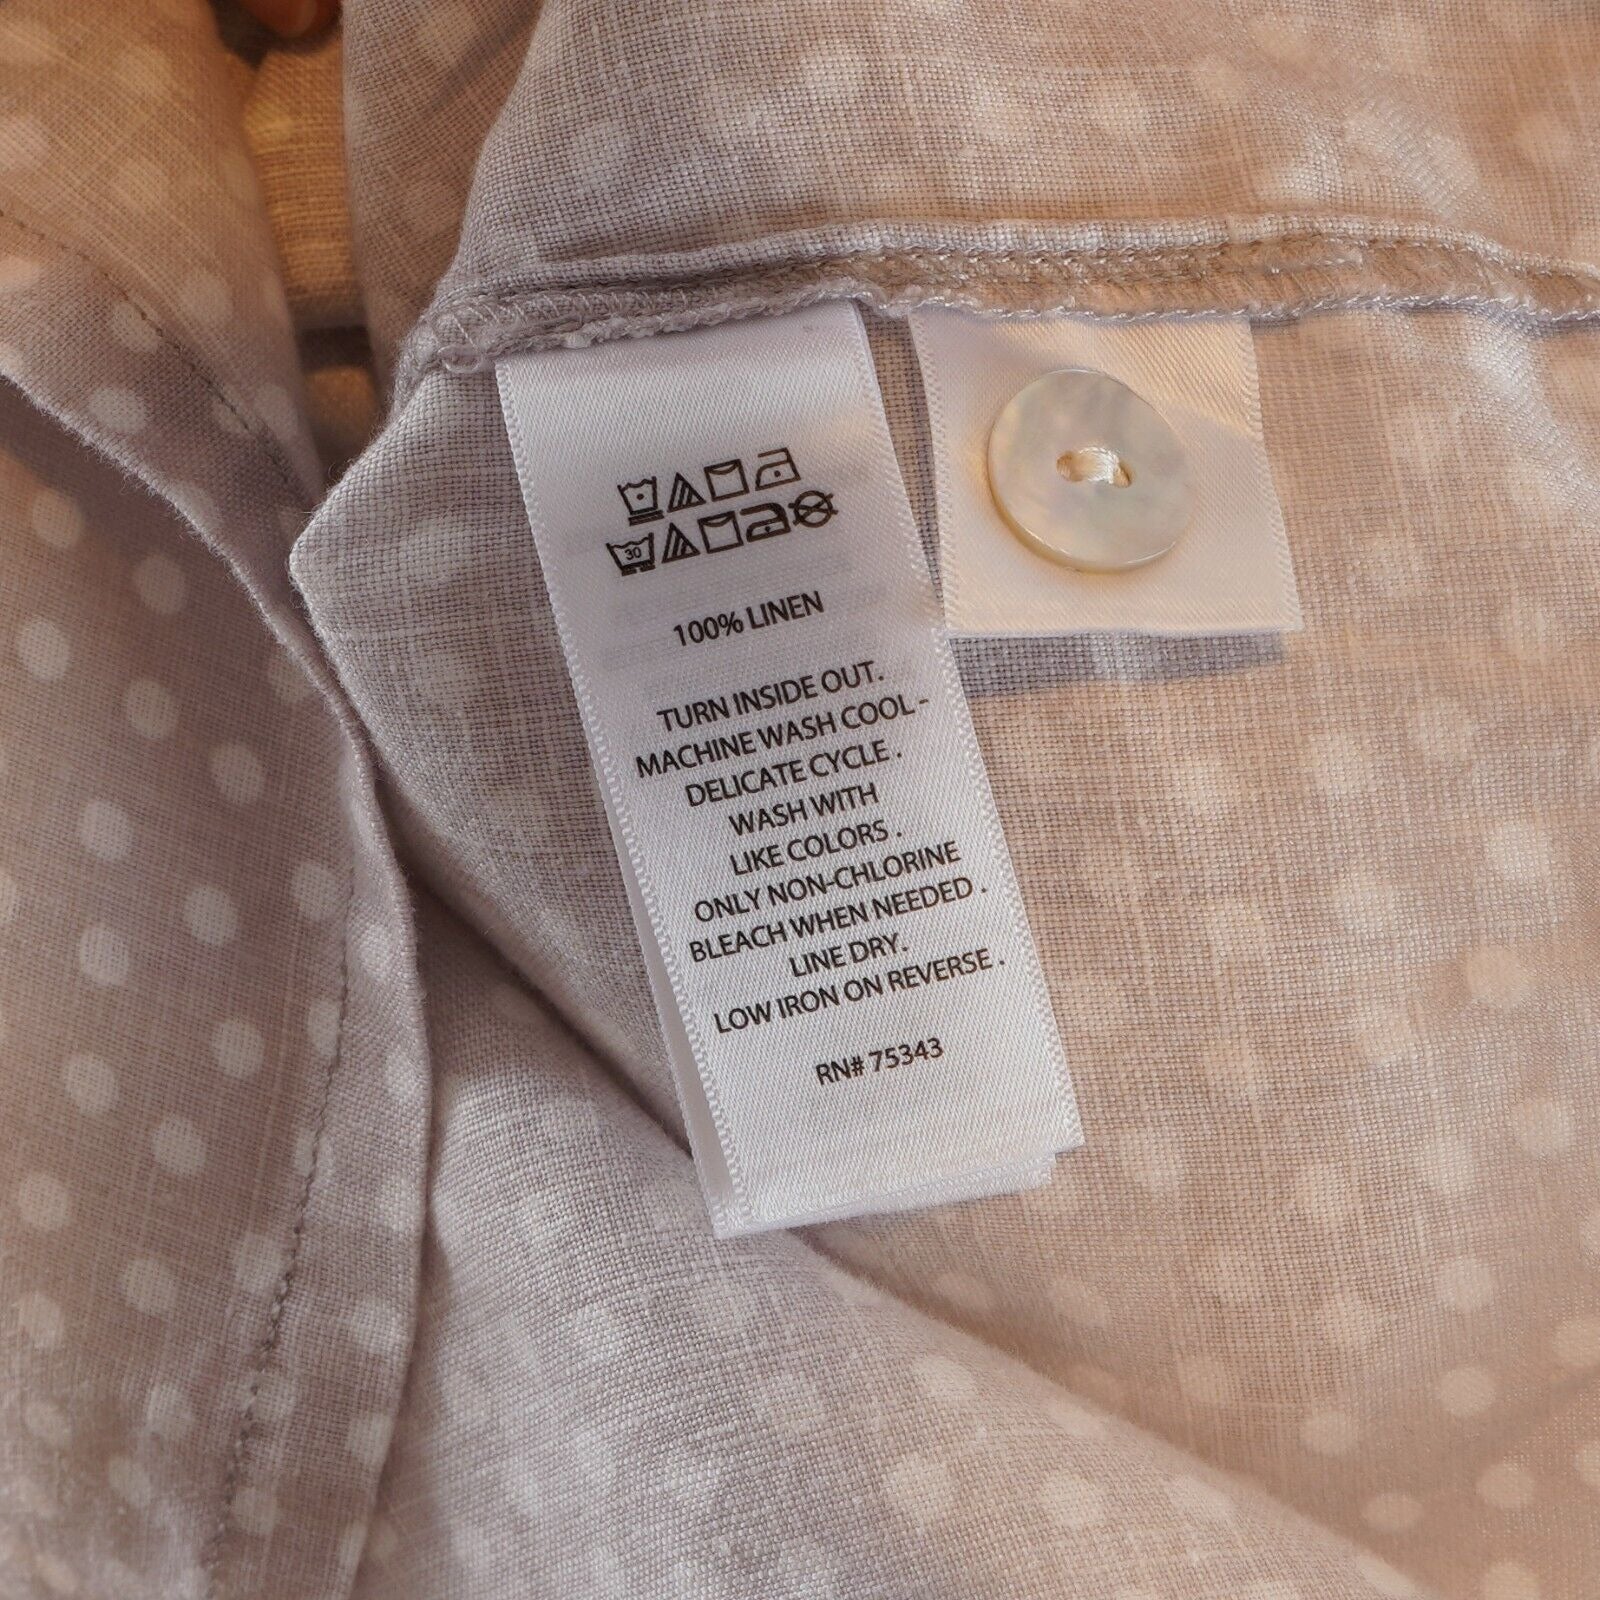 30
100% LINEN
TURN INSIDE OUT.
MACHINE WASH COOL -
DELICATE CYCLE .
WASH WITH
LIKE COLORS .
ONLY NON-CHLORINE
BLEACH WHEN NEEDED .
LINE DRY.
LOW IRON ON REVERSE .
RN# 75343